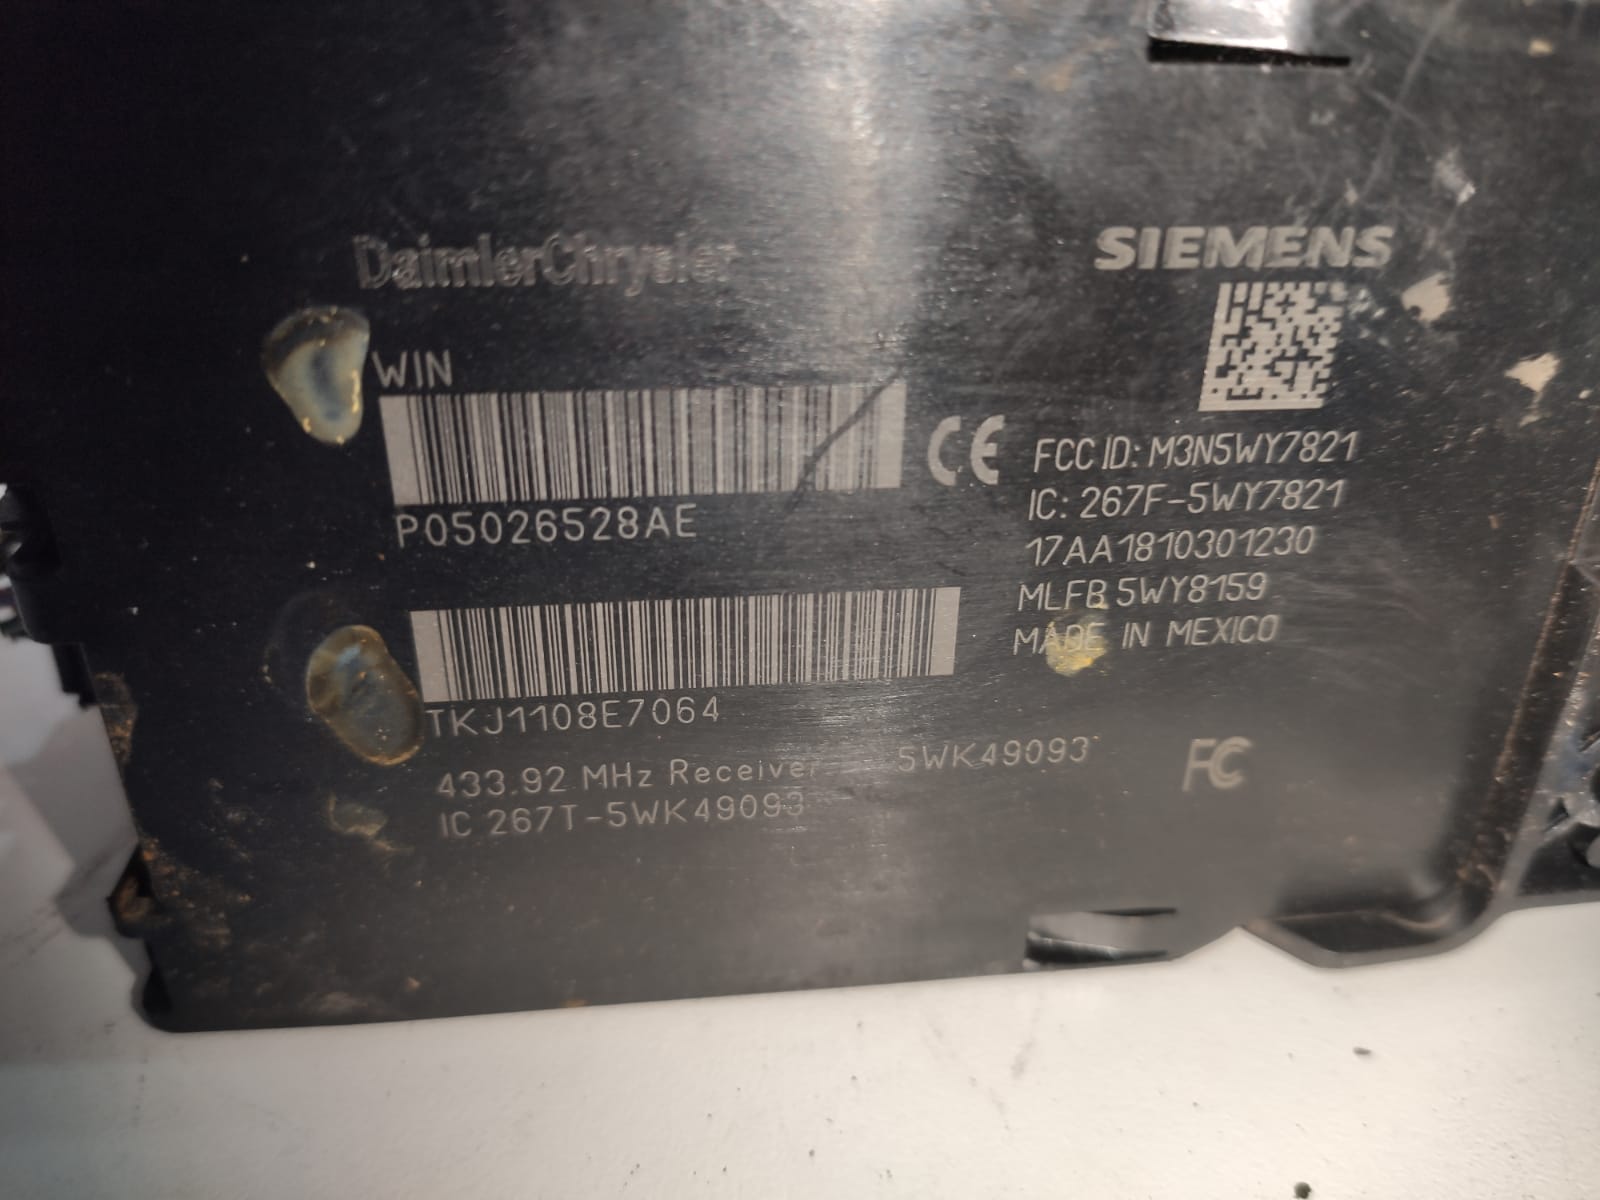 DaimlerChrysler
SIEMENS
WIN
P05026528AE
CE
FCC ID: M3N5WY7821
IC: 267F-5WY7821
17AA1810301230
MLFB 5WY8159
MADE IN MEXICO
TKJ1108E7064
433.92 MHz Receiver 5WK49093
IC 267T-5WK49093
FC